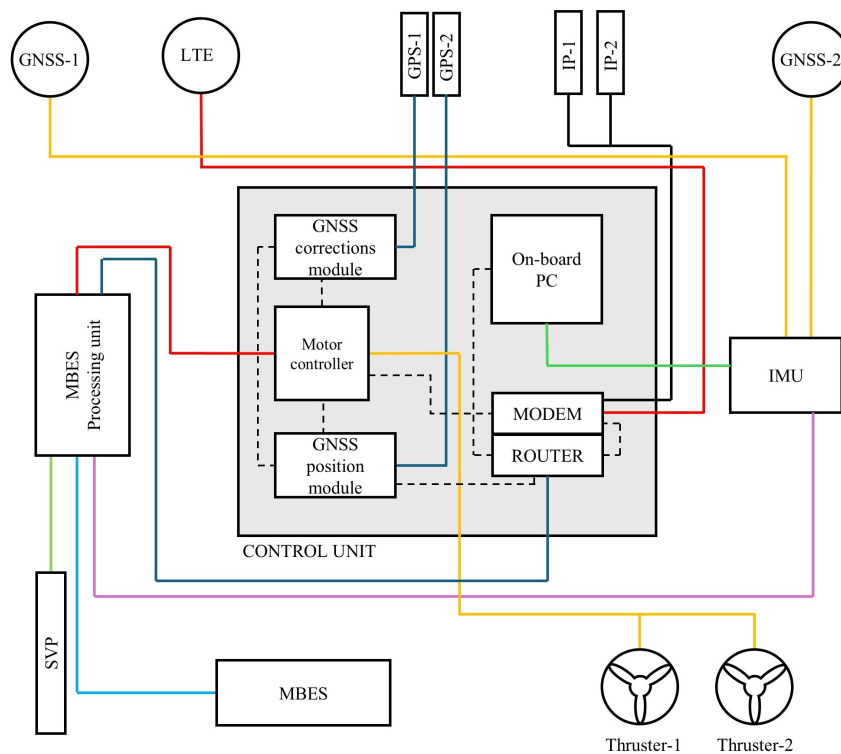 GNSS-1
LTE
GPS-1
GPS-2
IP-1
IP-2
GNSS-2
GNSS
corrections
module
On-board
PC
MBES
Processing unit
Motor
controller
IMU
MODEM
ROUTER
GNSS
position
module
CONTROL UNIT
SVP
MBES
Thruster-1
Thruster-2